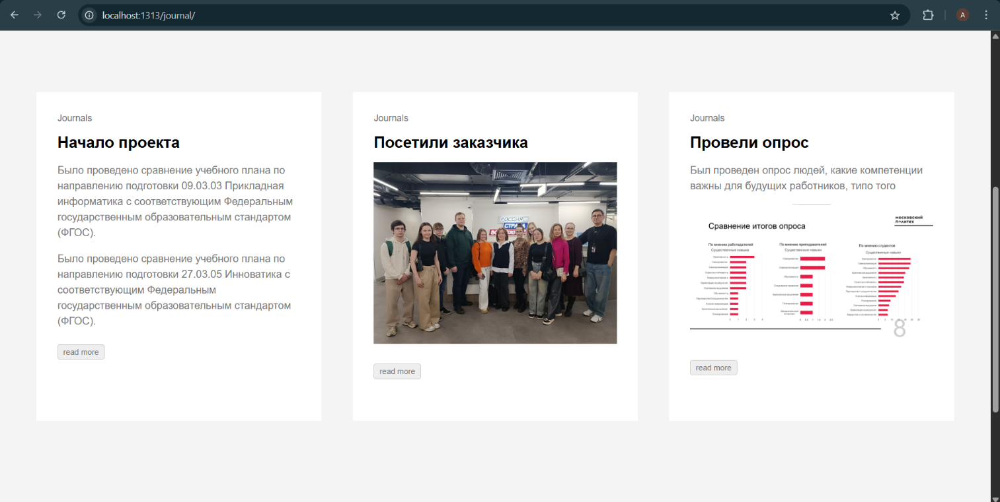 localhost:1313/journal/
A
Journals
Начало проекта
Было проведено сравнение учебного плана по
направлению подготовки 09.03.03 Прикладная
информатика с соответствующим Федеральным
государственным образовательным стандартом
(ФГОС).
Было проведено сравнение учебного плана по
направлению подготовки 27.03.05 Инноватика с
соответствующим Федеральным
государственным образовательным стандартом
(ФГОС).
read more
Journals
Посетили заказчика
РОССИЯ
СТРАНА
read more
Journals
Провели опрос
Был проведен опрос людей, какие компетенции
важны для будущих работников, типо того
московский
политех
Сравнение итогов опроса
По мнению работадателей
Существенные навыки
По мнению преподавателей
Существенные навыки
По мнению студентов
Существенные навыки
8
read more